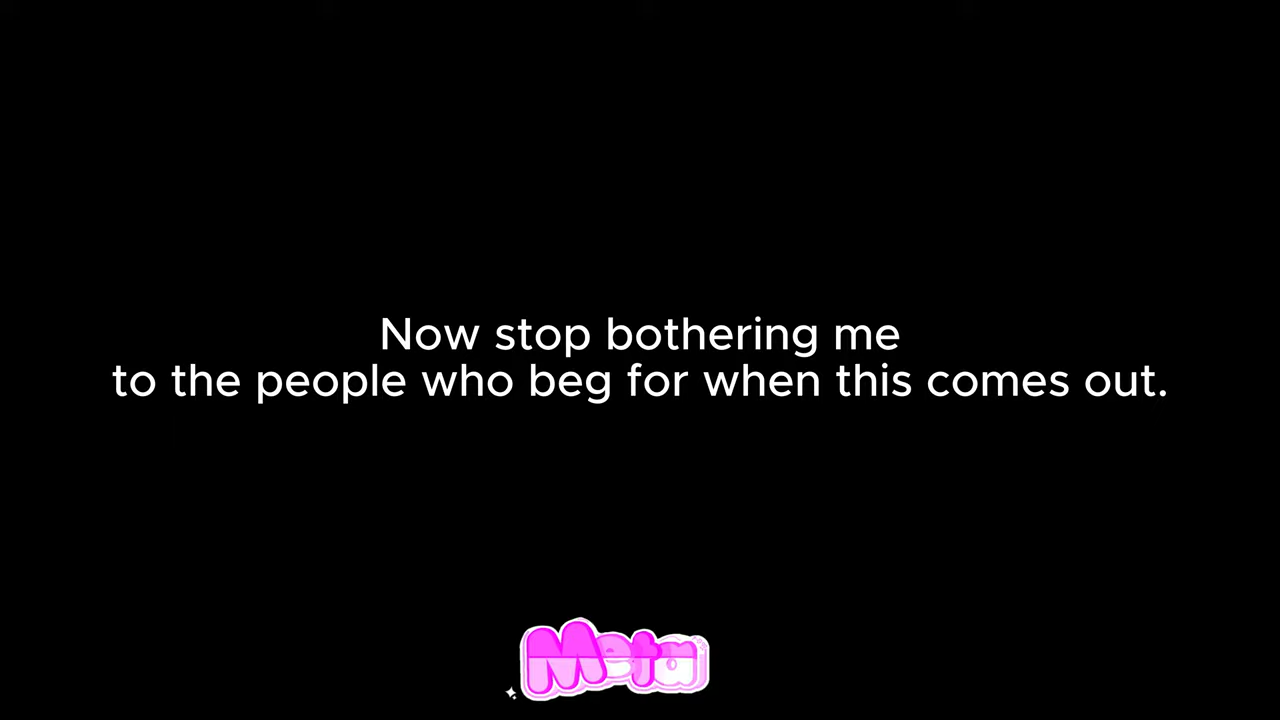 Now stop bothering me
to the people who beg for when this comes out.
Meta